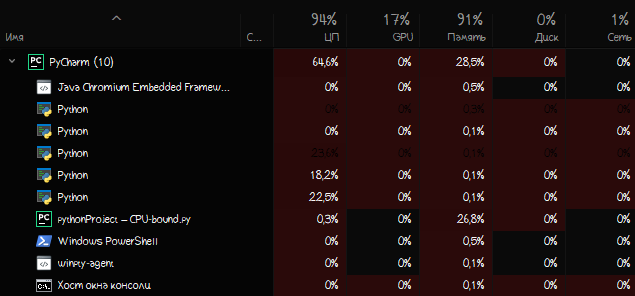 94% 17% 91% 0% 1%
Имя С... ЦП GPU Память Диск Сеть
PyCharm (10) 64,6% 0% 28,5% 0% 0%
Java Chromium Embedded Framew... 0% 0% 0,5% 0% 0%
Python 0% 0% 0,3% 0% 0%
Python 0% 0% 0,1% 0% 0%
Python 23,6% 0% 0,1% 0% 0%
Python 18,2% 0% 0,1% 0% 0%
Python 22,5% 0% 0,1% 0% 0%
pythonProject – CPU-bound.py 0,3% 0% 26,8% 0% 0%
Windows PowerShell 0% 0% 0,5% 0% 0%
winpty-agent 0% 0% 0,1% 0% 0%
Хост окна консоли 0% 0% 0,1% 0% 0%